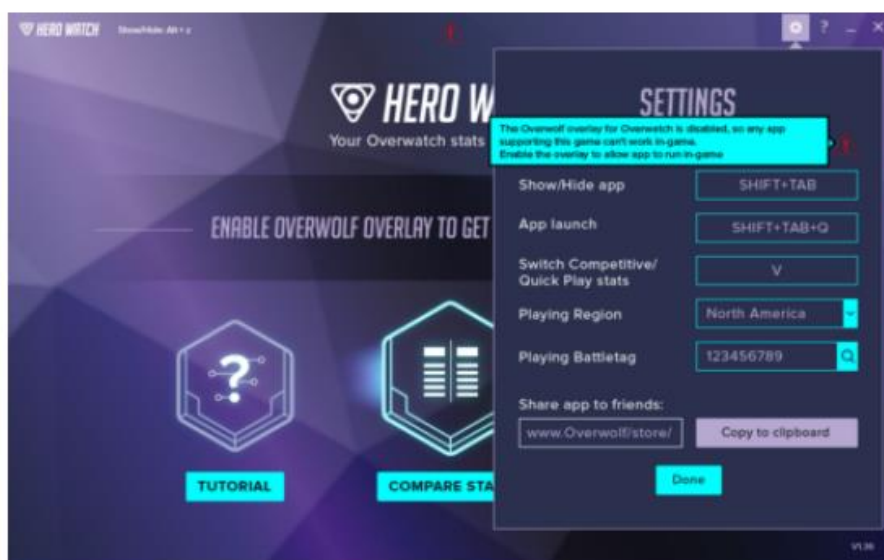 HERO WATCH
Show/Hide: Alt + z
?
HERO W
Your Overwatch stats
ENABLE OVERWOLF OVERLAY TO GET
?
TUTORIAL
COMPARE STA
SETTINGS
The Overwolf overlay for Overwatch is disabled, so any app
supporting this game can't work in-game.
Enable the overlay to allow app to run in-game
!
Show/Hide app
SHIFT+TAB
App launch
SHIFT+TAB+Q
Switch Competitive/
Quick Play stats
V
Playing Region
North America
Playing Battletag
123456789
Share app to friends:
www.Overwolf/store/
Copy to clipboard
Done